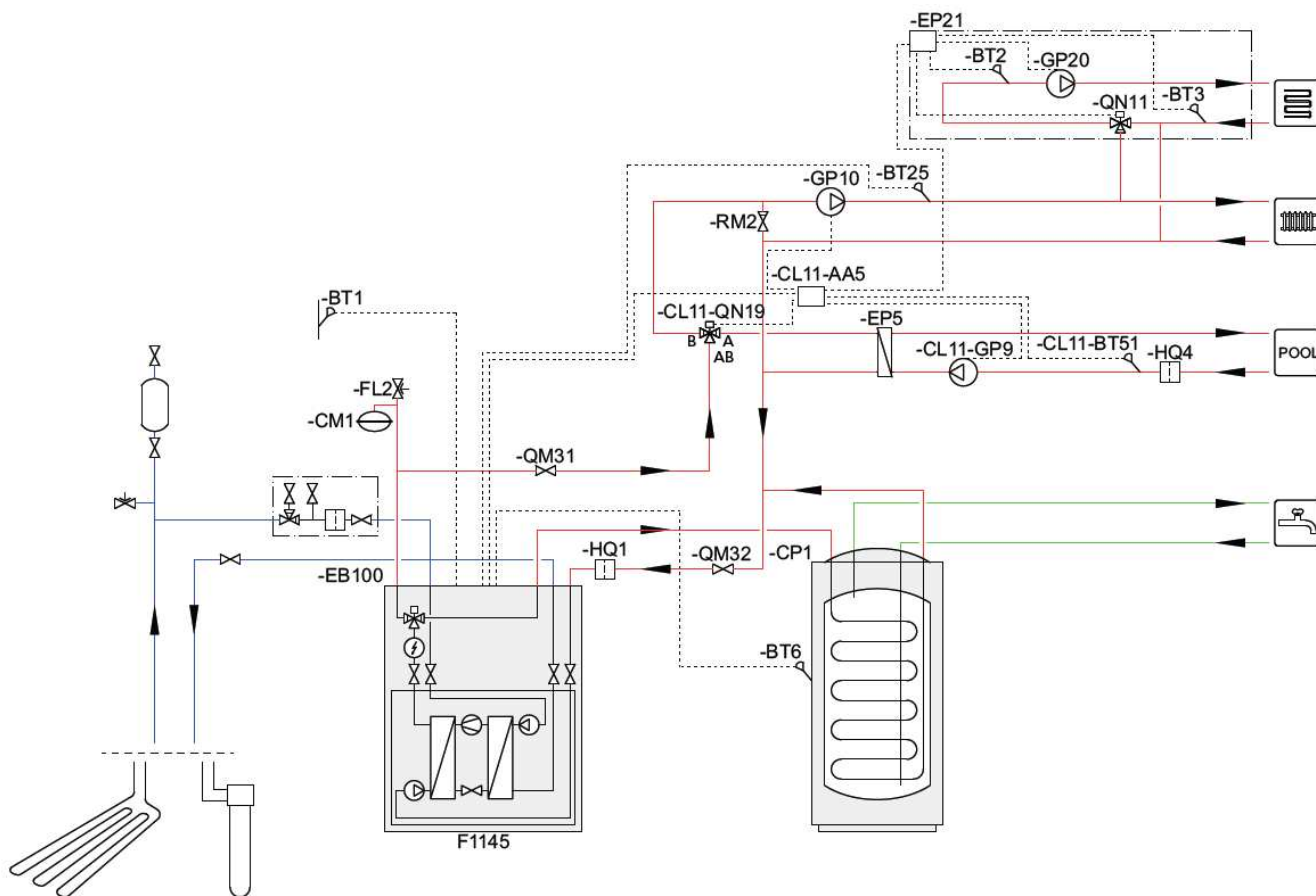 -EP21
-BT2
-GP20
-BT3
-QN11
-GP10
-BT25
-RM2
-CL11-AA5
-BT1
-CL11-QN19
B
A
AB
-EP5
-CL11-GP9
-CL11-BT51
-HQ4
POOL
-FL2
-CM1
-QM31
-HQ1
-QM32
-CP1
-EB100
-BT6
F1145